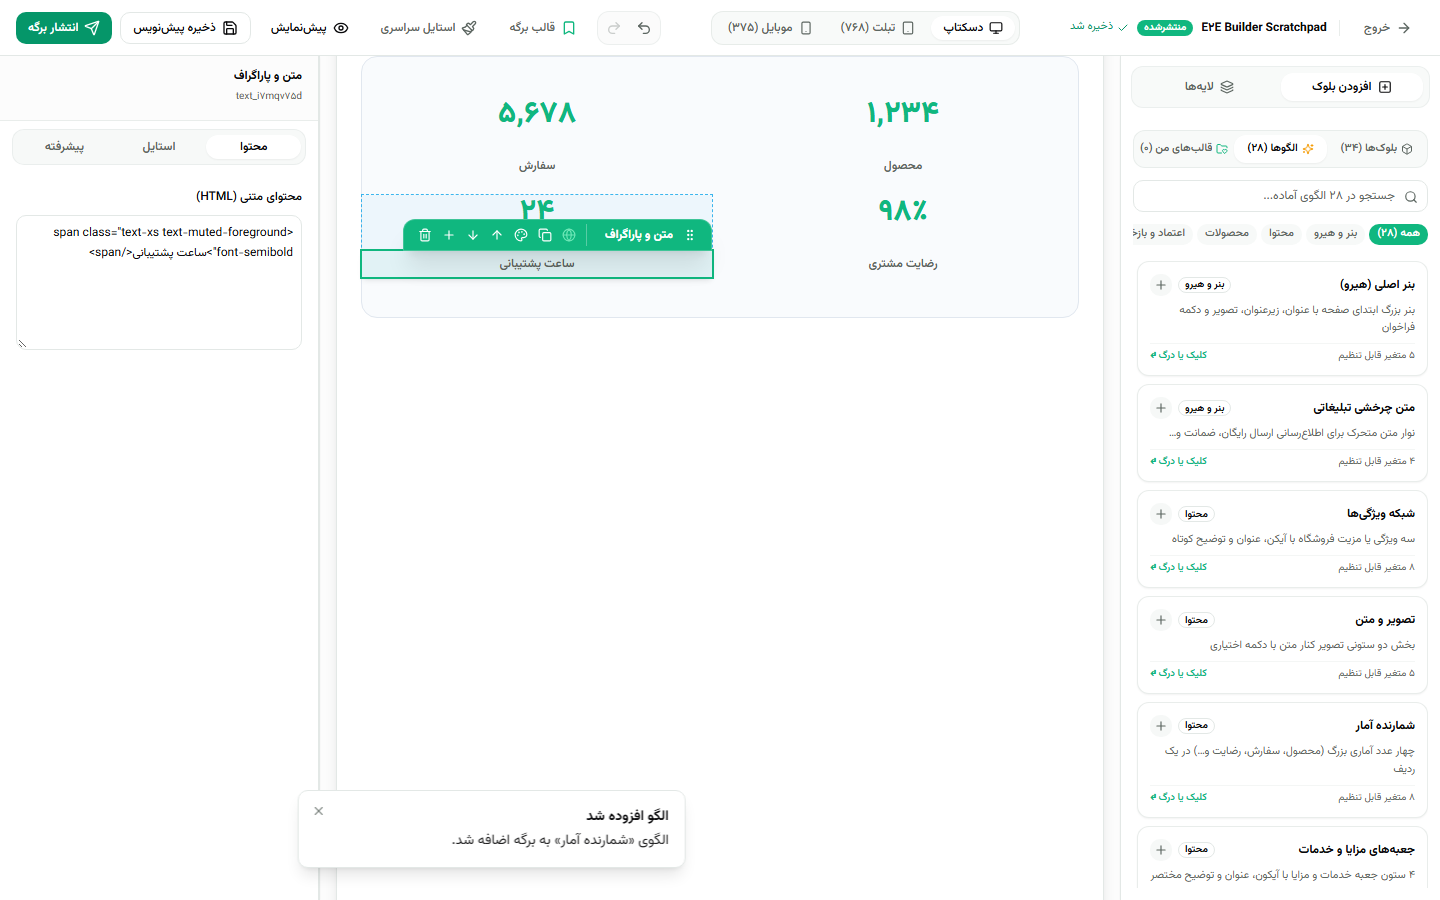 خروج
E۲E Builder Scratchpad
منتشرشده
ذخیره شد
دسکتاپ
تبلت (۷۶۸)
موبایل (۳۷۵)
قالب برگه
استایل سراسری
پیش‌نمایش
ذخیره پیش‌نویس
انتشار برگه
افزودن بلوک
لایه‌ها
بلوک‌ها (۳۴)
الگوها (۲۸)
قالب‌های من (۰)
جستجو در ۲۸ الگوی آماده...
همه (۲۸)
بنر و هیرو
محتوا
محصولات
اعتماد و بازخ
بنر اصلی (هیرو)
بنر و هیرو
بنر بزرگ ابتدای صفحه با عنوان، زیرعنوان، تصویر و دکمه
فراخوان
۵ متغیر قابل تنظیم
کلیک یا درگ
متن چرخشی تبلیغاتی
بنر و هیرو
نوار متن متحرک برای اطلاع‌رسانی ارسال رایگان، ضمانت و...
۴ متغیر قابل تنظیم
کلیک یا درگ
شبکه ویژگی‌ها
محتوا
سه ویژگی یا مزیت فروشگاه با آیکن، عنوان و توضیح کوتاه
۸ متغیر قابل تنظیم
کلیک یا درگ
تصویر و متن
محتوا
بخش دو ستونی تصویر کنار متن با دکمه اختیاری
۵ متغیر قابل تنظیم
کلیک یا درگ
شمارنده آمار
محتوا
چهار عدد آماری بزرگ (محصول، سفارش، رضایت و...) در یک
ردیف
۸ متغیر قابل تنظیم
کلیک یا درگ
جعبه‌های مزایا و خدمات
محتوا
۴ ستون جعبه خدمات و مزایا با آیکون، عنوان و توضیح مختصر
۱,۲۳۴
محصول
۵,۶۷۸
سفارش
۹۸٪
رضایت مشتری
۲۴
متن و پاراگراف
ساعت پشتیبانی
متن و پاراگراف
text_i۷mqv۷۵d
محتوا
استایل
پیشرفته
محتوای متنی (HTML)
<span class="text-xs text-muted-foreground
font-semibold">ساعت پشتیبانی</span>
الگو افزوده شد
الگوی «شمارنده آمار» به برگه اضافه شد.